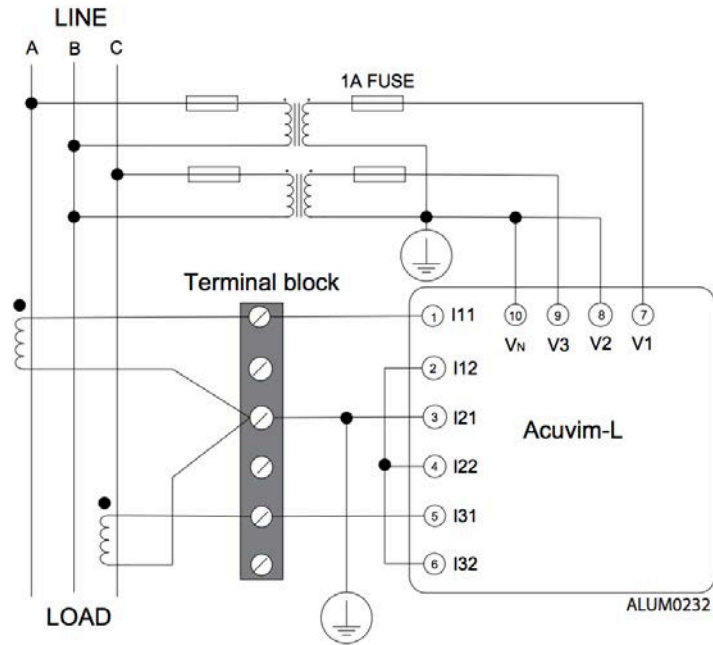 LINE
A B C
1A FUSE
Terminal block
1 I11
10 9 8 7
VN V3 V2 V1
2 I12
3 I21
Acuvim-L
4 I22
5 I31
6 I32
ALUM0232
LOAD